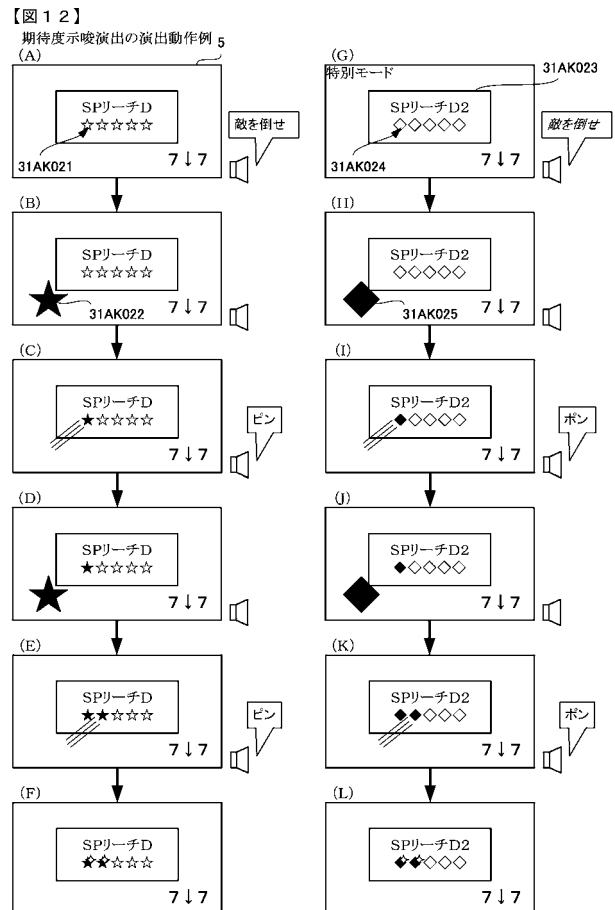 【図１２】
期待度示唆演出の演出動作例
5
(A)
SPリーチD
☆☆☆☆☆
31AK021
7↓7
敵を倒せ
(B)
SPリーチD
☆☆☆☆☆
31AK022
7↓7
(C)
SPリーチD
★☆☆☆☆
7↓7
ピン
(D)
SPリーチD
★☆☆☆☆
7↓7
(E)
SPリーチD
★★☆☆☆
7↓7
ピン
(F)
SPリーチD
★★☆☆☆
7↓7
(G)
特別モード
31AK023
SPリーチD2
◇◇◇◇◇
31AK024
7↓7
敵を倒せ
(H)
SPリーチD2
◇◇◇◇◇
31AK025
7↓7
(I)
SPリーチD2
◆◇◇◇◇
7↓7
ポン
(J)
SPリーチD2
◆◇◇◇◇
7↓7
(K)
SPリーチD2
◆◆◇◇◇
7↓7
ポン
(L)
SPリーチD2
◆◆◇◇◇
7↓7